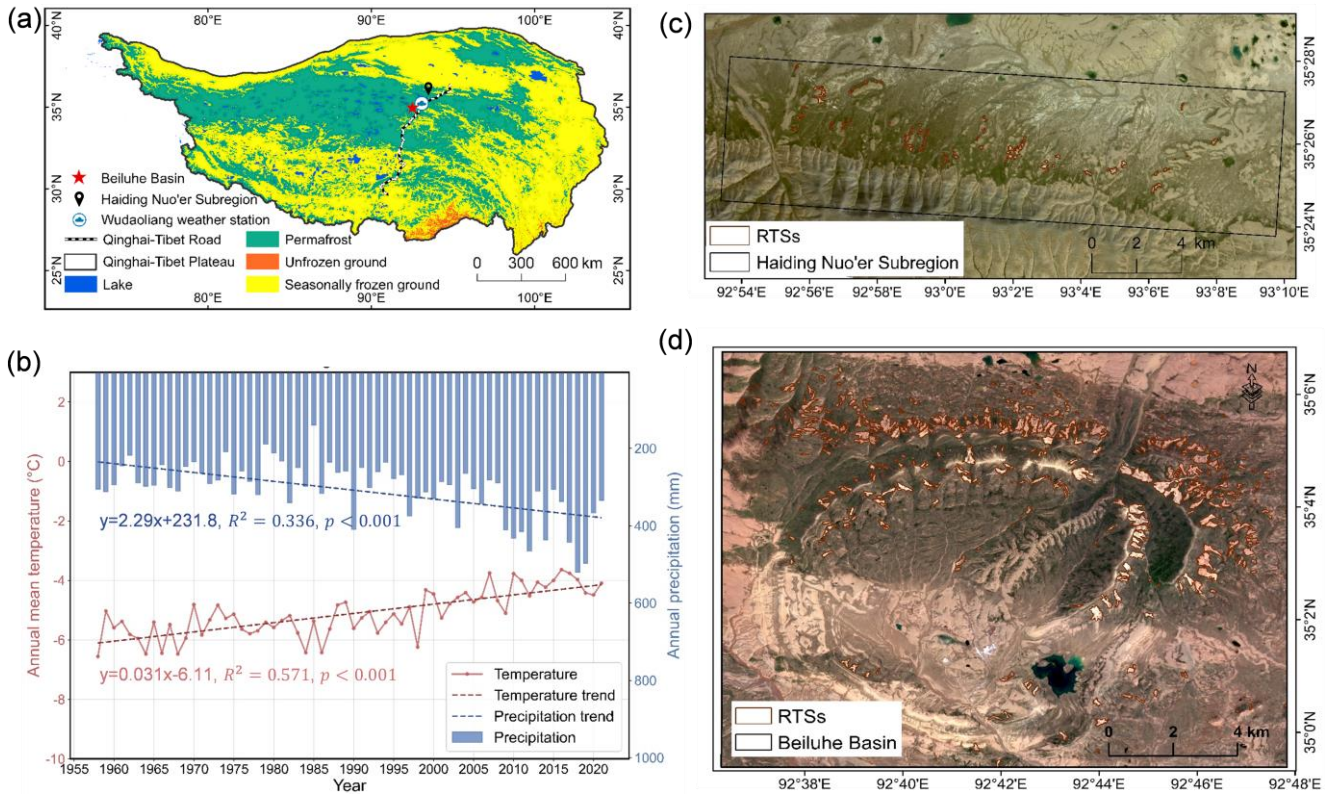 (a)
80°E
90°E
100°E
40°N
40°N
35°N
35°N
30°N
30°N
25°N
25°N
Beiluhe Basin
Haiding Nuo'er Subregion
Wudaoliang weather station
Qinghai-Tibet Road
Permafrost
Qinghai-Tibet Plateau
Unfrozen ground
Lake
Seasonally frozen ground
0 300 600 km
80°E
90°E
100°E
(b)
Annual mean temperature (°C)
2
0
-2
-4
-6
-8
-10
y=2.29x+231.8, R² = 0.336, p < 0.001
y=0.031x-6.11, R² = 0.571, p < 0.001
Temperature
Temperature trend
Precipitation trend
Precipitation
200
400
600
800
1000
Annual precipitation (mm)
1955 1960 1965 1970 1975 1980 1985 1990 1995 2000 2005 2010 2015 2020
Year
(c)
35°28'N
35°26'N
35°24'N
RTSs
Haiding Nuo'er Subregion
0 2 4 km
92°54'E 92°56'E 92°58'E 93°0'E 93°2'E 93°4'E 93°6'E 93°8'E 93°10'E
(d)
N
35°6'N
35°4'N
35°2'N
35°0'N
RTSs
Beiluhe Basin
0 2 4 km
92°38'E 92°40'E 92°42'E 92°44'E 92°46'E 92°48'E